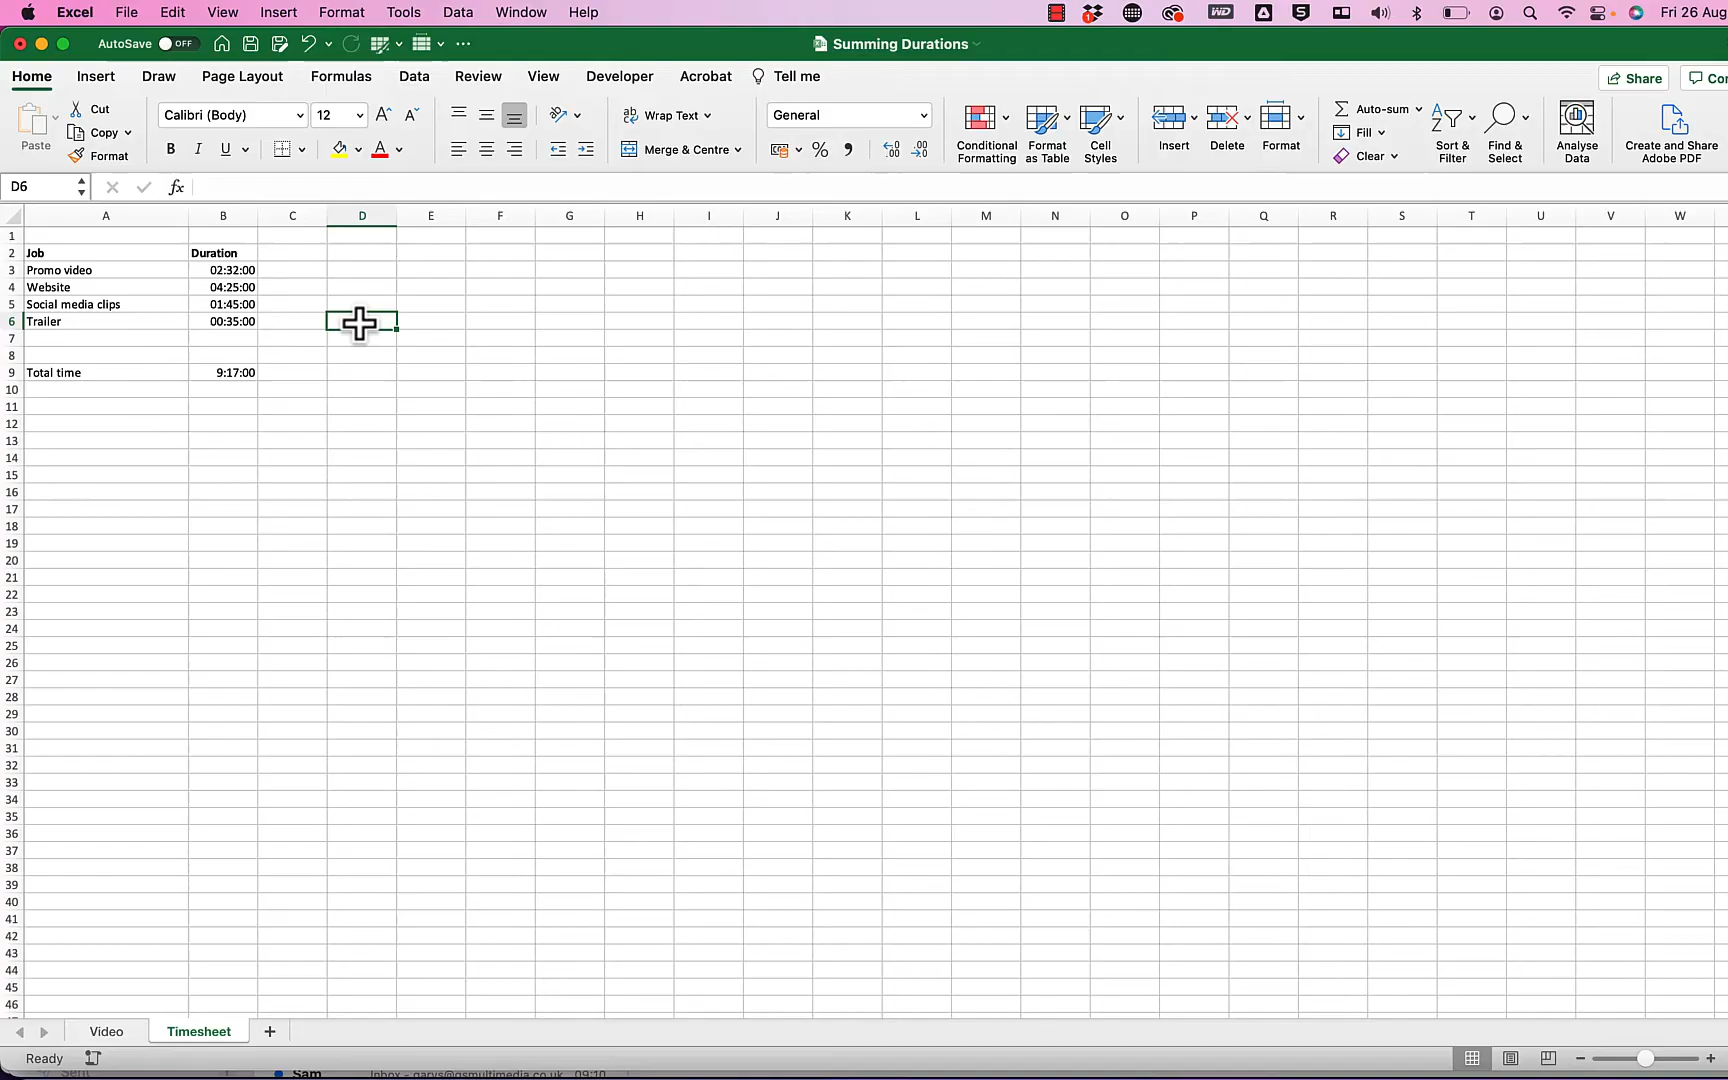 Excel File Edit View Insert Format Tools Data Window Help Fri 26 Aug
AutoSave OFF Summing Durations
Home Insert Draw Page Layout Formulas Data Review View Developer Acrobat Tell me Share
Paste Cut Copy Format
Calibri (Body) 12 B I U A
Wrap Text Merge & Centre
General
Conditional Formatting Format as Table Cell Styles
Insert Delete Format
Auto-sum Fill Clear
Sort & Filter Find & Select Analyse Data Create and Share Adobe PDF
D6 fx
A B C D E F G H I J K L M N O P Q R S T U V W
1
2 Job Duration
3 Promo video 02:32:00
4 Website 04:25:00
5 Social media clips 01:45:00
6 Trailer 00:35:00
7
8
9 Total time 9:17:00
10
11
12
13
14
15
16
17
18
19
20
21
22
23
24
25
26
27
28
29
30
31
32
33
34
35
36
37
38
39
40
41
42
43
44
45
46
Video Timesheet +
Ready
Sam Inbox - garys@gsmultimedia.co.uk 09:10